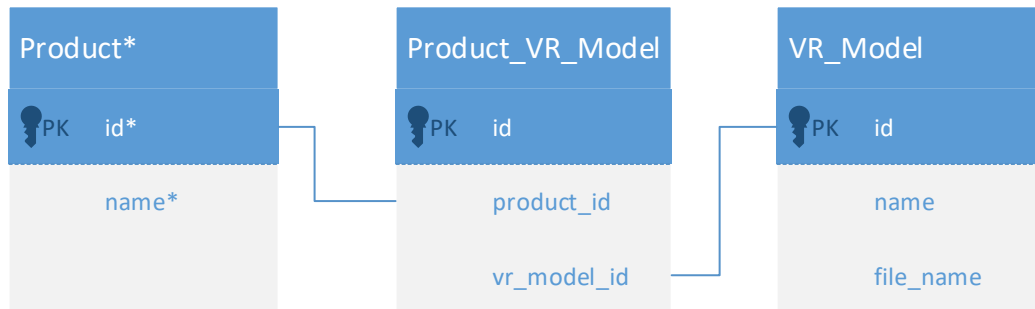 Product*
PK id*
name*
Product_VR_Model
PK id
product_id
vr_model_id
VR_Model
PK id
name
file_name